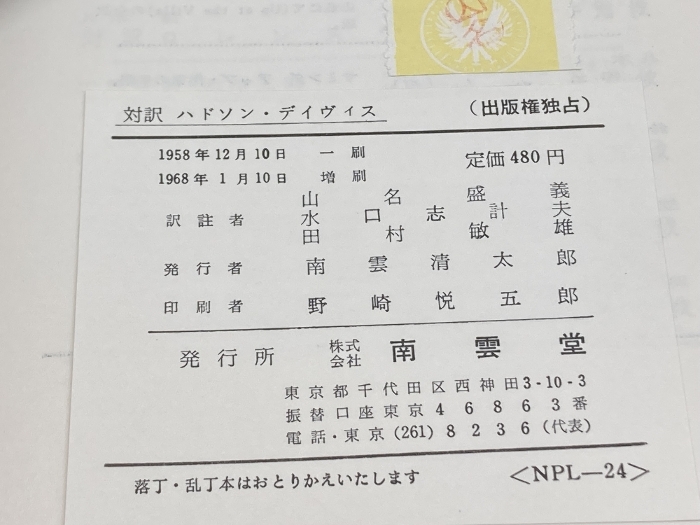 対訳 ハドソン・デイヴィス (出版権独占)
1958年12月10日 一刷 定価480円
1968年 1月10日 増刷
訳註者 山名盛義
水口志計夫
田村敏雄
発行者 南雲清太郎
印刷者 野崎悦五郎
発行所 株式会社 南雲堂
東京都千代田区西神田3-10-3
振替口座東京46863番
電話・東京(261)8236(代表)
落丁・乱丁本はおとりかえいたします <NPL—24>